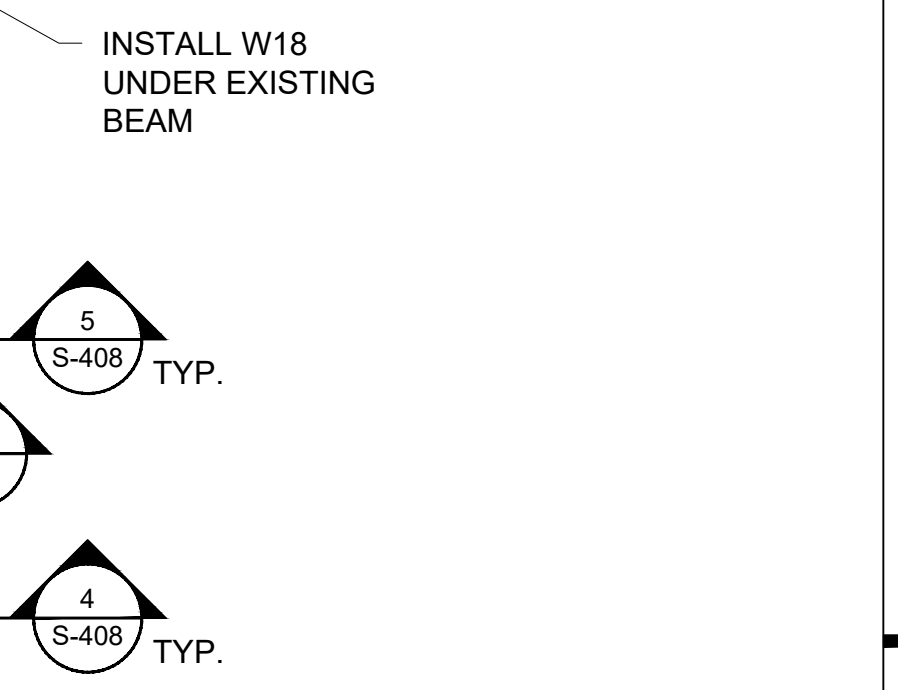 INSTALL W18
UNDER EXISTING
BEAM
5
S-408
TYP.
4
S-408
TYP.